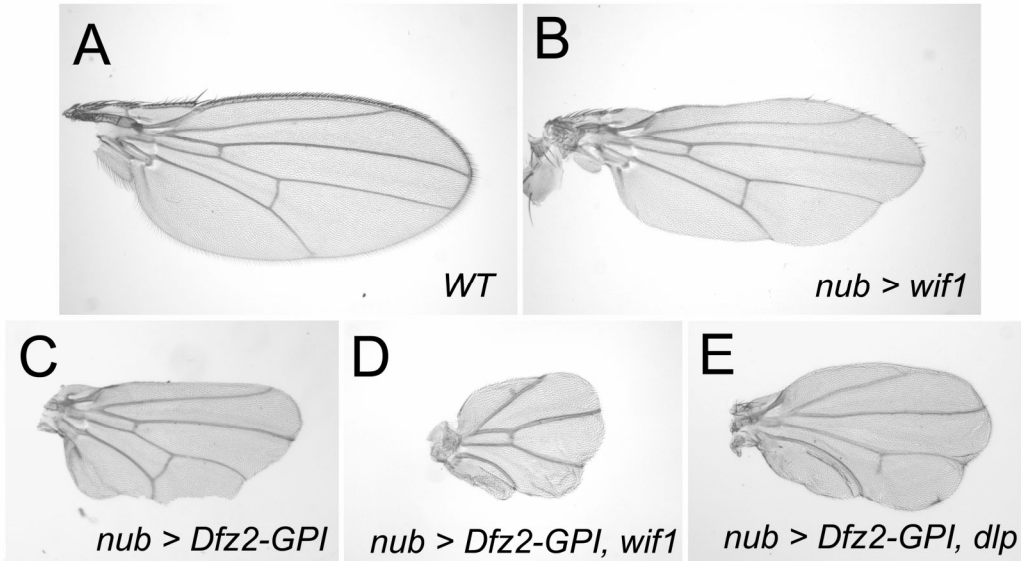 A
WT
B
nub > wif1
C
nub > Dfz2-GPI
D
nub > Dfz2-GPI, wif1
E
nub > Dfz2-GPI, dlp